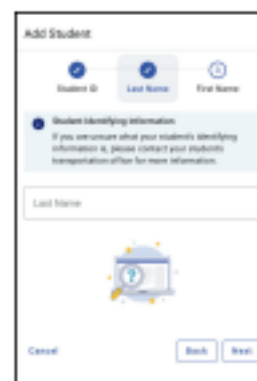 Add Student
Student ID
Last Name
First Name
Student Identifying Information
If you are unsure what your student's identifying
information is, please contact your student's
transportation office for more information.
Last Name
Cancel
Back
Next